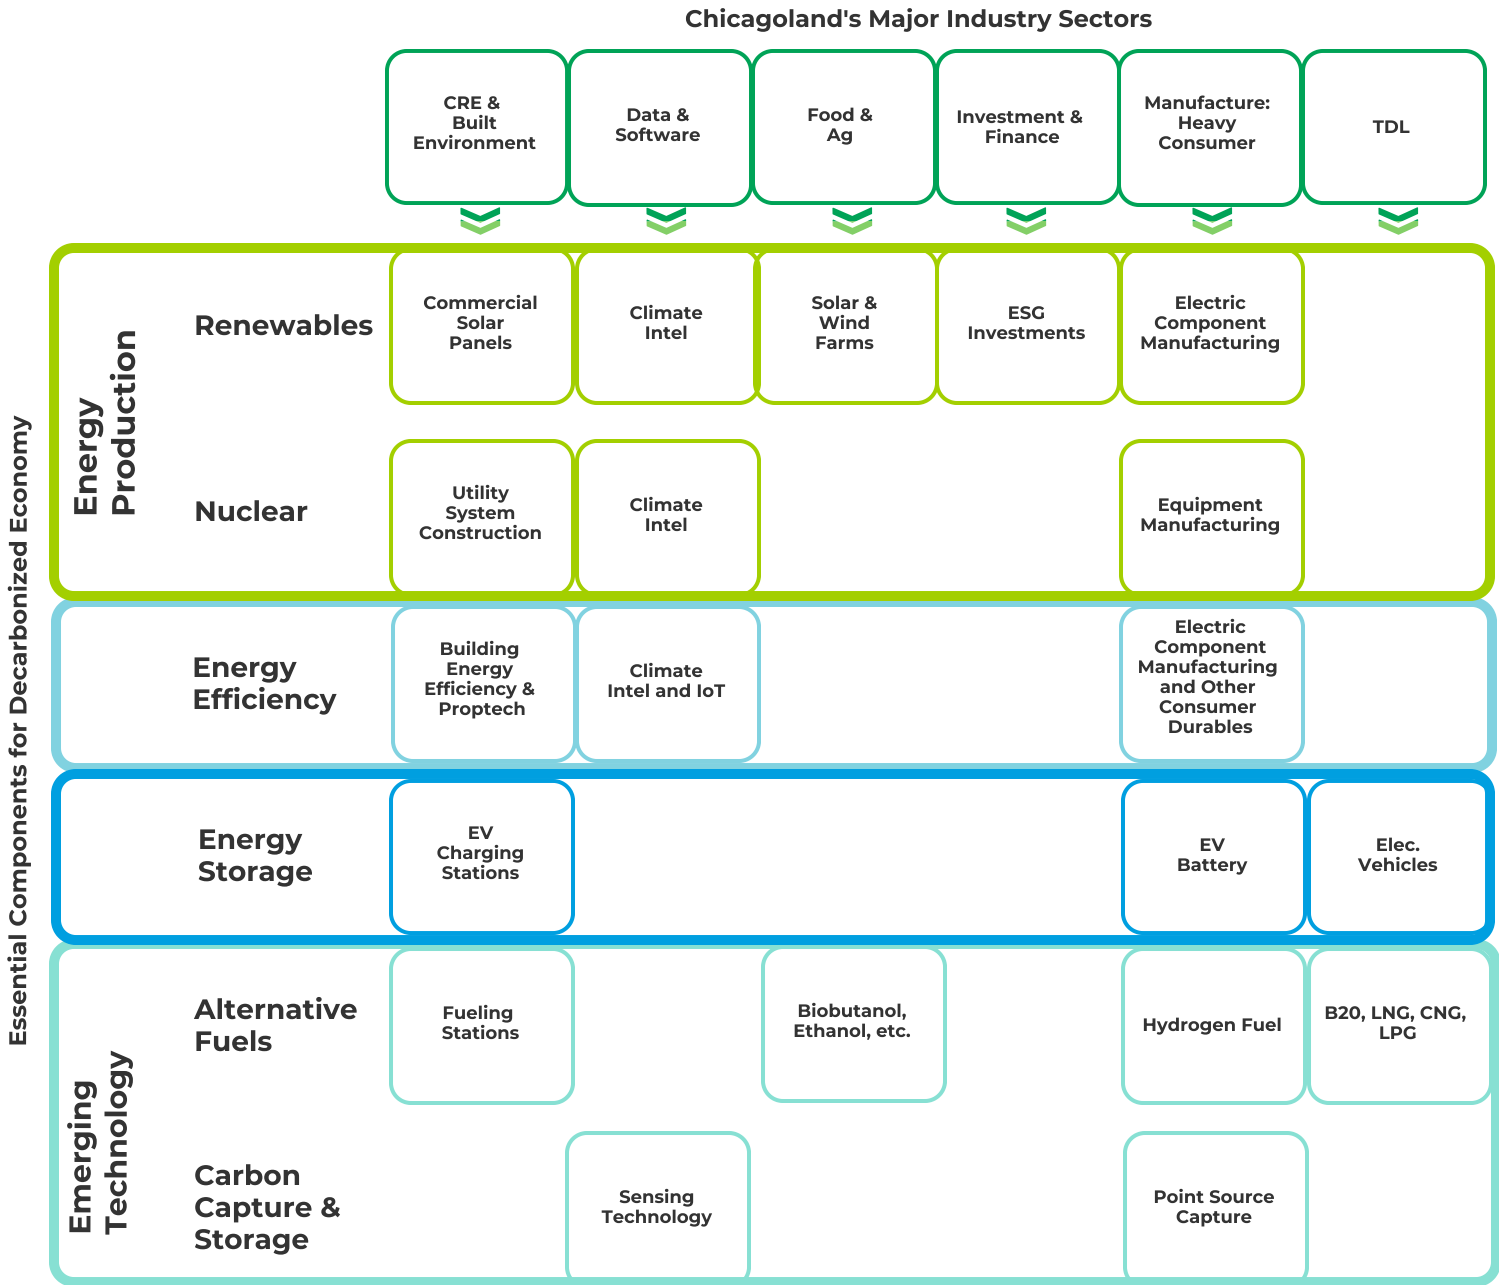 Chicagoland's Major Industry Sectors
CRE &
Built
Environment
Data &
Software
Food &
Ag
Investment &
Finance
Manufacture:
Heavy
Consumer
TDL
Essential Components for Decarbonized Economy
Energy
Production
Renewables
Commercial
Solar
Panels
Climate
Intel
Solar &
Wind
Farms
ESG
Investments
Electric
Component
Manufacturing
Nuclear
Utility
System
Construction
Climate
Intel
Equipment
Manufacturing
Energy
Efficiency
Building
Energy
Efficiency &
Proptech
Climate
Intel and IoT
Electric
Component
Manufacturing
and Other
Consumer
Durables
Energy
Storage
EV
Charging
Stations
EV
Battery
Elec.
Vehicles
Emerging
Technology
Alternative
Fuels
Fueling
Stations
Biobutanol,
Ethanol, etc.
Hydrogen Fuel
B20, LNG, CNG,
LPG
Carbon
Capture &
Storage
Sensing
Technology
Point Source
Capture